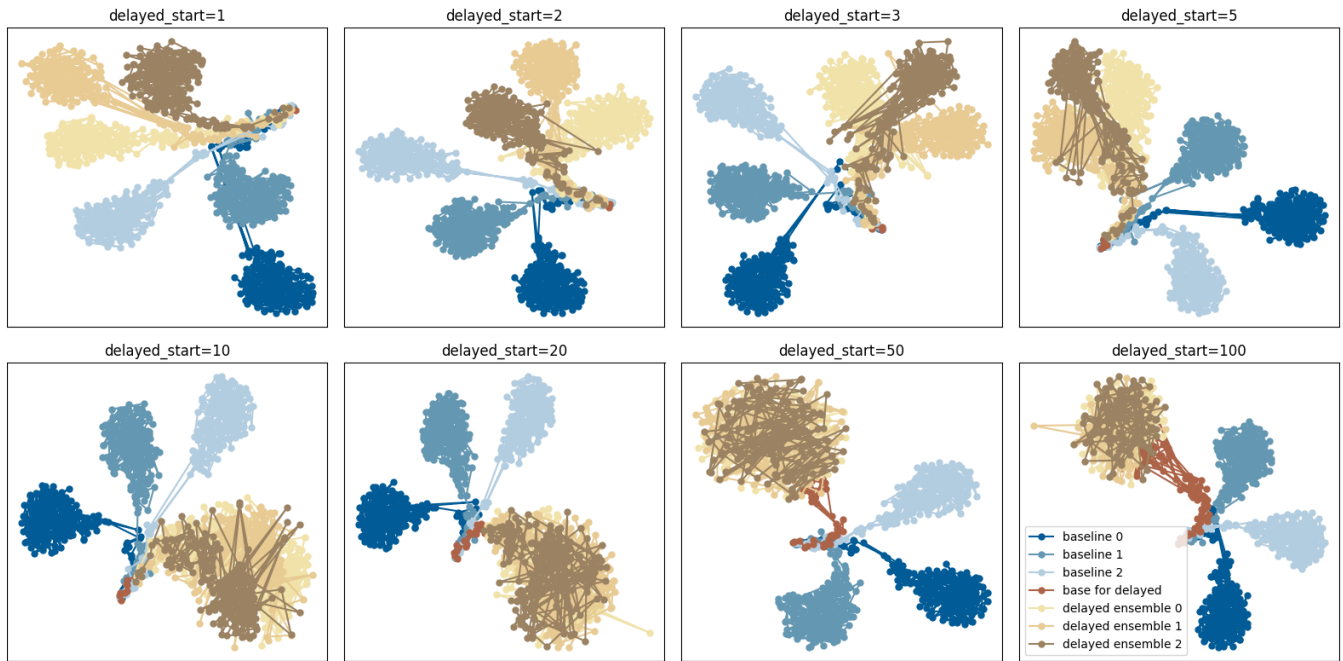 delayed_start=1
delayed_start=2
delayed_start=3
delayed_start=5
delayed_start=10
delayed_start=20
delayed_start=50
delayed_start=100
baseline 0
baseline 1
baseline 2
base for delayed
delayed ensemble 0
delayed ensemble 1
delayed ensemble 2